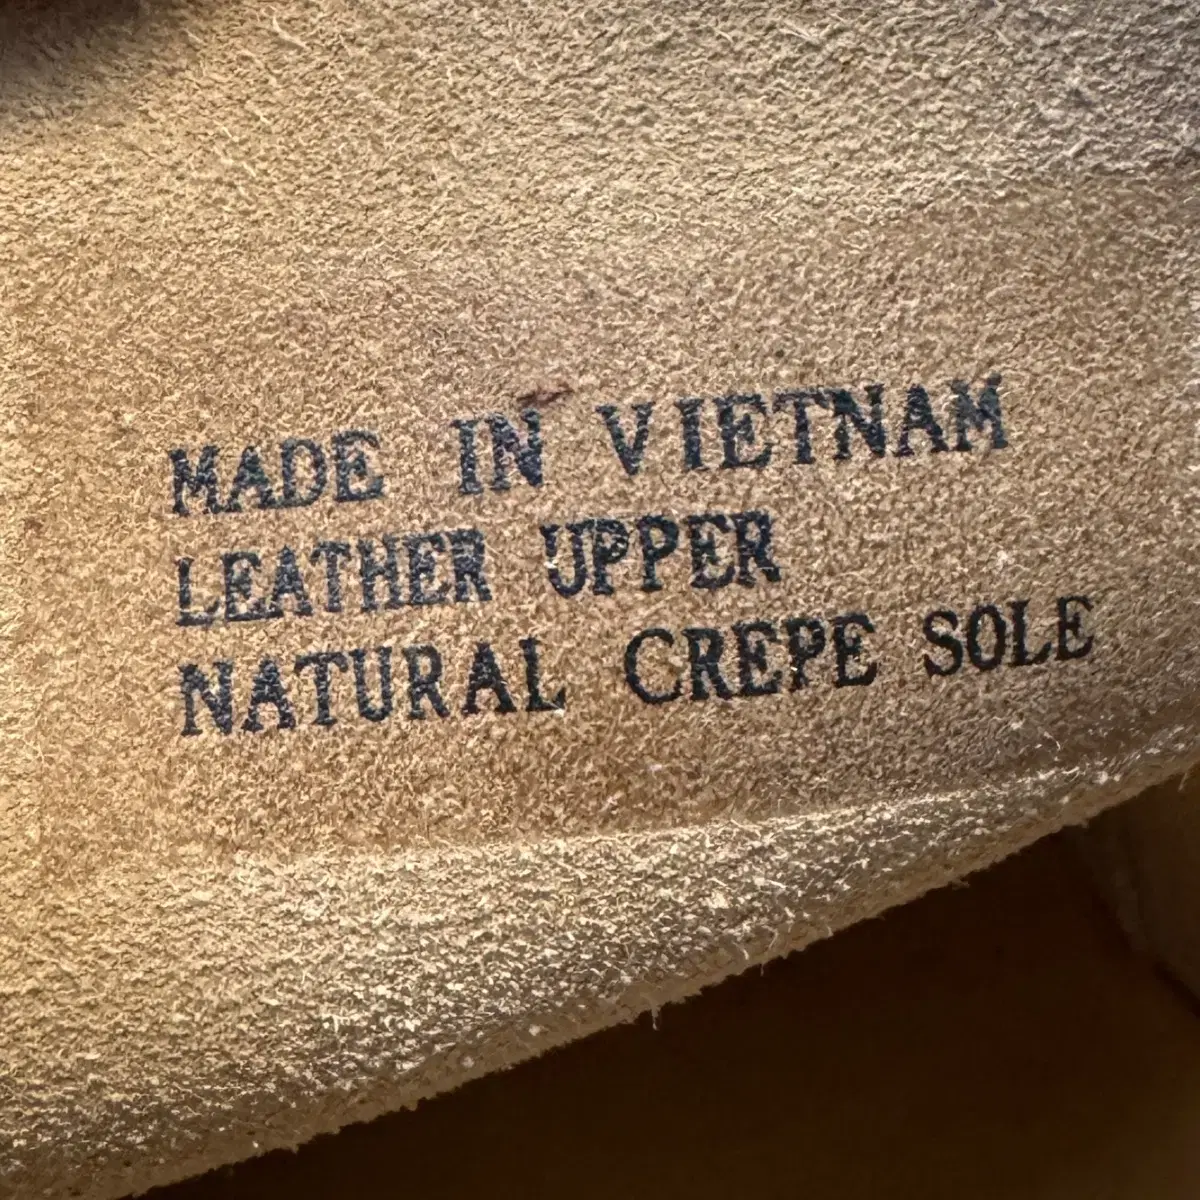 MADE IN VIETNAM
LEATHER UPPER
NATURAL CREPE SOLE